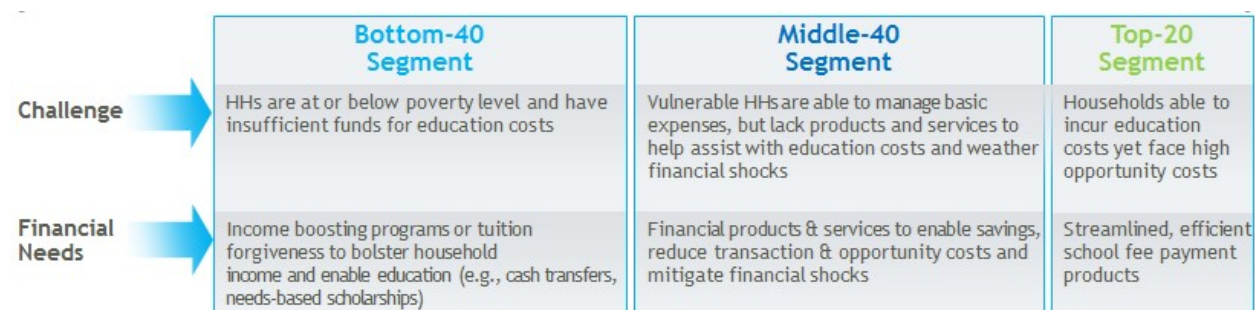 Bottom-40
Segment
Middle-40
Segment
Top-20
Segment
Challenge
HHs are at or below poverty level and have
insufficient funds for education costs
Vulnerable HHs are able to manage basic
expenses, but lack products and services to
help assist with education costs and weather
financial shocks
Households able to
incur education
costs yet face high
opportunity costs
Financial
Needs
Income boosting programs or tuition
forgiveness to bolster household
income and enable education (e.g., cash transfers,
needs-based scholarships)
Financial products & services to enable savings,
reduce transaction & opportunity costs and
mitigate financial shocks
Streamlined, efficient
school fee payment
products